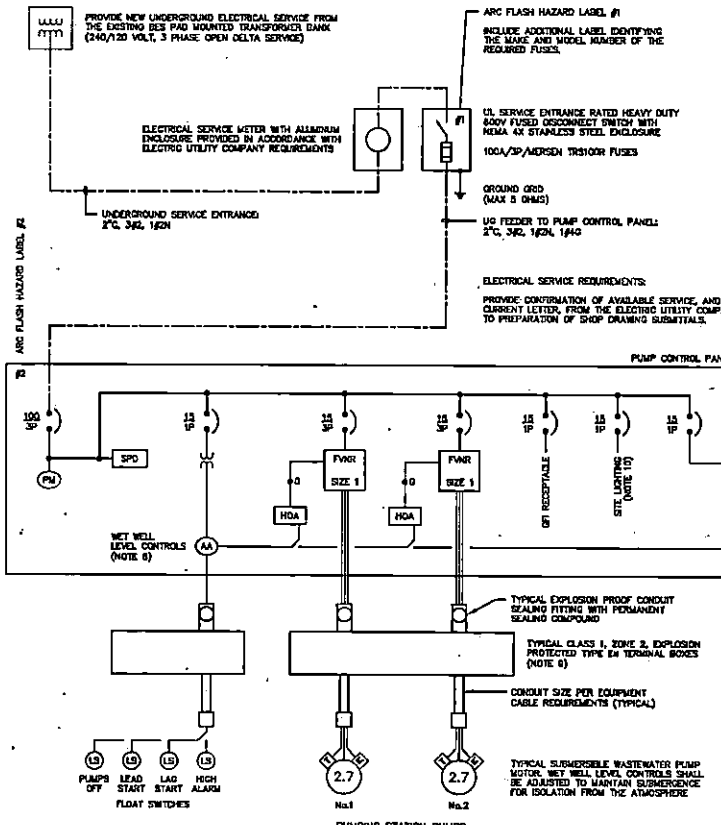 PROVIDE NEW UNDERGROUND ELECTRICAL SERVICE FROM
THE EXISTING BES PAD MOUNTED TRANSFORMER BANK
(240/120 VOLT, 3 PHASE OPEN DELTA SERVICE)
ARC FLASH HAZARD LABEL #1
INCLUDE ADDITIONAL LABEL IDENTIFYING
THE MAKE AND MODEL NUMBER OF THE
REQUIRED FUSES.
ELECTRICAL SERVICE METER WITH ALUMINUM
ENCLOSURE PROVIDED IN ACCORDANCE WITH
ELECTRIC UTILITY COMPANY REQUIREMENTS
#1
UL SERVICE ENTRANCE RATED HEAVY DUTY
600V FUSED DISCONNECT SWITCH WITH
NEMA 4X STAINLESS STEEL ENCLOSURE
100A/3P/MERSEN TRS100R FUSES
GROUND GRID
(MAX 5 OHMS)
UNDERGROUND SERVICE ENTRANCE:
2"C, 3#2, 1#2N
UG FEEDER TO PUMP CONTROL PANEL:
2"C, 3#2, 1#2N, 1#4G
ARC FLASH HAZARD LABEL #2
ELECTRICAL SERVICE REQUIREMENTS:
PROVIDE CONFIRMATION OF AVAILABLE SERVICE, AND
CURRENT LETTER, FROM THE ELECTRIC UTILITY COMP
TO PREPARATION OF SHOP DRAWING SUBMITTALS.
PUMP CONTROL PAN
#2
100
3P
15
1P
15
3P
15
3P
15
1P
15
1P
15
1P
SPD
PM
FVNR
SIZE 1
FVNR
SIZE 1
GFI RECEPTACLE
SITE LIGHTING
(NOTE 10)
G
G
HOA
HOA
WET WELL
LEVEL CONTROLS
(NOTE 6)
AA
TYPICAL EXPLOSION PROOF CONDUIT
SEALING FITTING WITH PERMANENT
SEALING COMPOUND
TYPICAL CLASS 1, ZONE 2, EXPLOSION
PROTECTED TYPE EN TERMINAL BOXES
CONDUIT SIZE PER EQUIPMENT
CABLE REQUIREMENTS (TYPICAL)
LS
LS
LS
LS
PUMPS
OFF
LEAD
START
LAG
START
HIGH
ALARM
FLOAT SWITCHES
2.7
No.1
2.7
No.2
TYPICAL SUBMERSIBLE WASTEWATER PUMP
MOTOR. WET WELL LEVEL CONTROLS SHALL
BE ADJUSTED TO MAINTAIN SUBMERGENCE
FOR ISOLATION FROM THE ATMOSPHERE